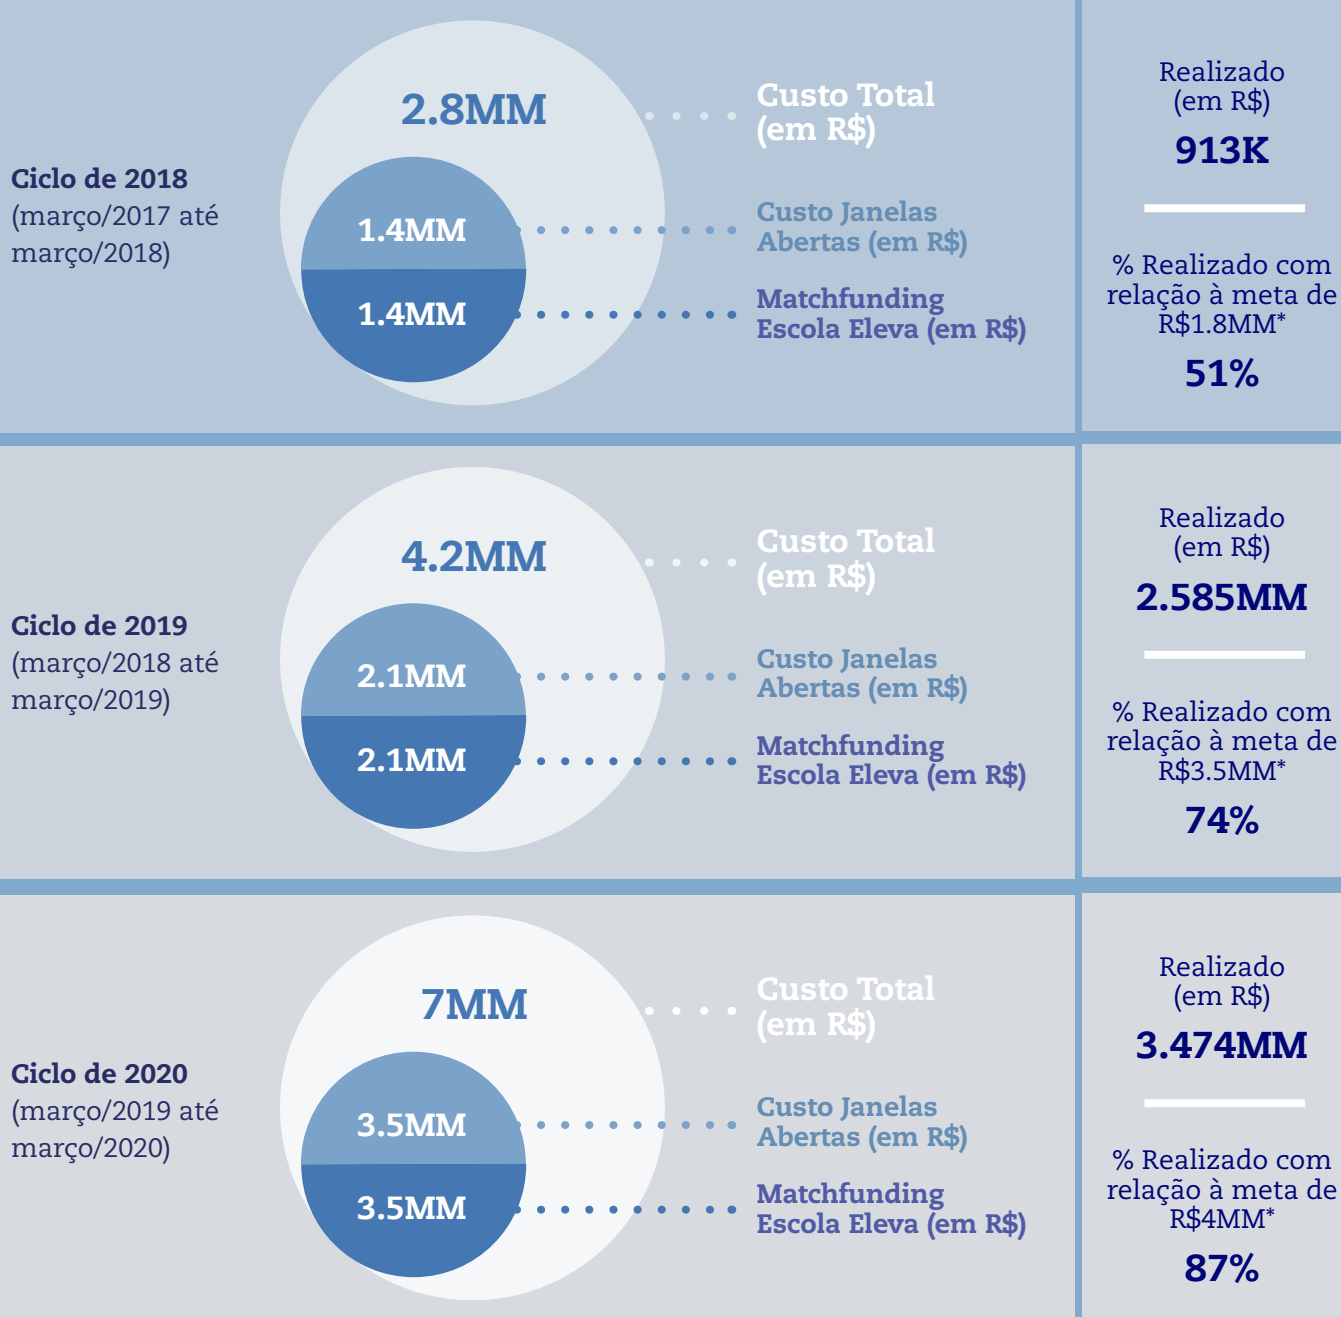 Ciclo de 2018
(março/2017 até
março/2018)
2.8MM
1.4MM
1.4MM
Custo Total
(em R$)
Custo Janelas
Abertas (em R$)
Matchfunding
Escola Eleva (em R$)
Realizado
(em R$)
913K
% Realizado com
relação à meta de
R$1.8MM*
51%
Ciclo de 2019
(março/2018 até
março/2019)
4.2MM
2.1MM
2.1MM
Custo Total
(em R$)
Custo Janelas
Abertas (em R$)
Matchfunding
Escola Eleva (em R$)
Realizado
(em R$)
2.585MM
% Realizado com
relação à meta de
R$3.5MM*
74%
Ciclo de 2020
(março/2019 até
março/2020)
7MM
3.5MM
3.5MM
Custo Total
(em R$)
Custo Janelas
Abertas (em R$)
Matchfunding
Escola Eleva (em R$)
Realizado
(em R$)
3.474MM
% Realizado com
relação à meta de
R$4MM*
87%